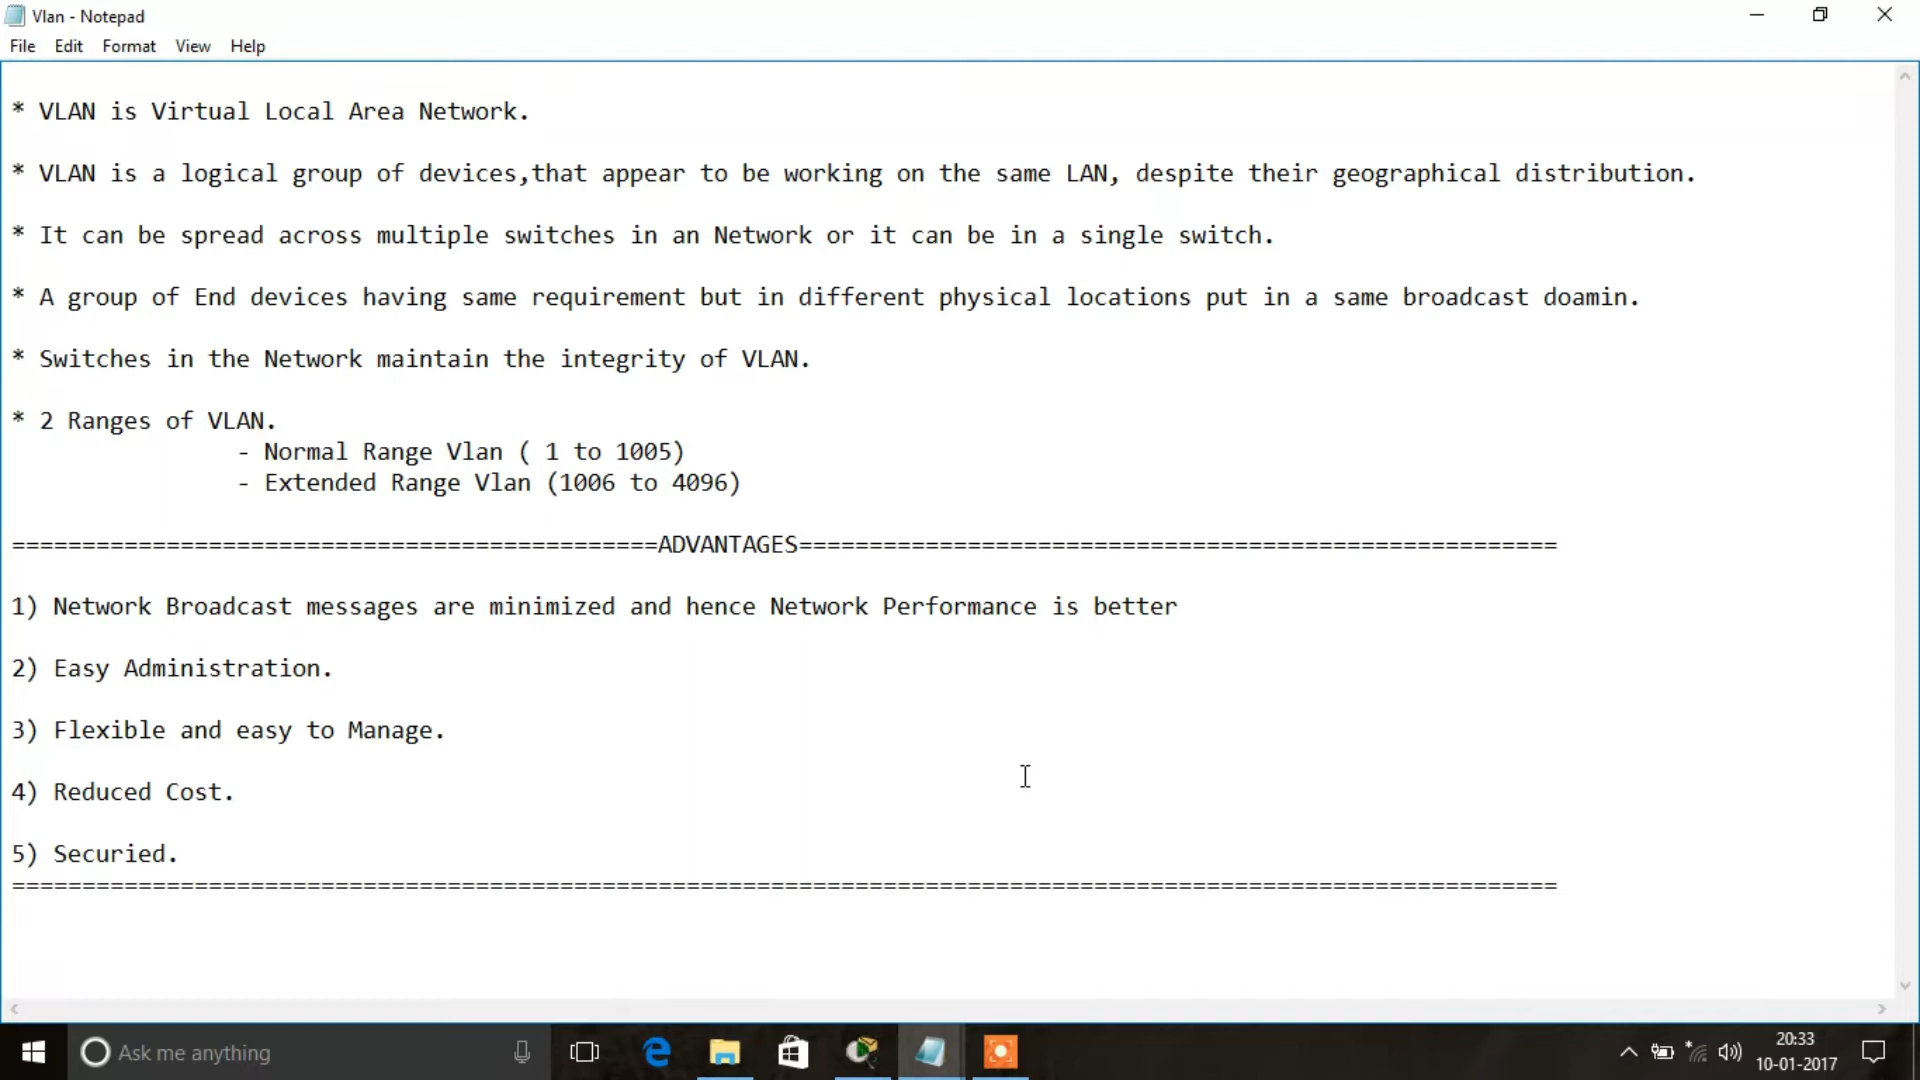 Vlan - Notepad
File Edit Format View Help
* VLAN is Virtual Local Area Network.
* VLAN is a logical group of devices,that appear to be working on the same LAN, despite their geographical distribution.
* It can be spread across multiple switches in an Network or it can be in a single switch.
* A group of End devices having same requirement but in different physical locations put in a same broadcast doamin.
* Switches in the Network maintain the integrity of VLAN.
* 2 Ranges of VLAN.
- Normal Range Vlan ( 1 to 1005)
- Extended Range Vlan (1006 to 4096)
==============================================ADVANTAGES======================================================
1) Network Broadcast messages are minimized and hence Network Performance is better
2) Easy Administration.
3) Flexible and easy to Manage.
4) Reduced Cost.
5) Securied.
==============================================================================================================
Ask me anything
20:33
10-01-2017